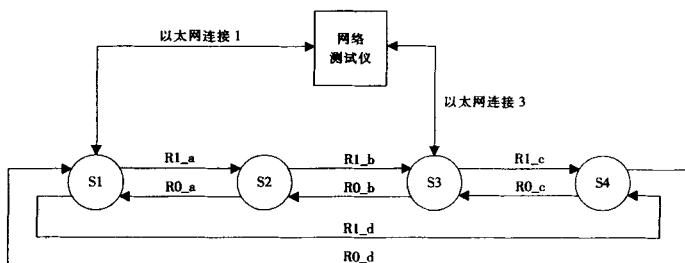 以太网连接 1
网络
测试仪
以太网连接 3
S1
R1_a
R0_a
S2
R1_b
R0_b
S3
R1_c
R0_c
S4
R1_d
R0_d